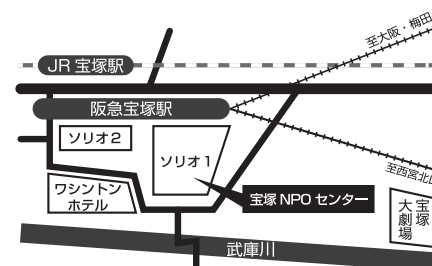 至大阪・梅田
JR 宝塚駅
阪急宝塚駅
ソリオ2
ソリオ1
至西宮北口
ワシントン
ホテル
宝塚 NPO センター
宝塚
大劇場
武庫川